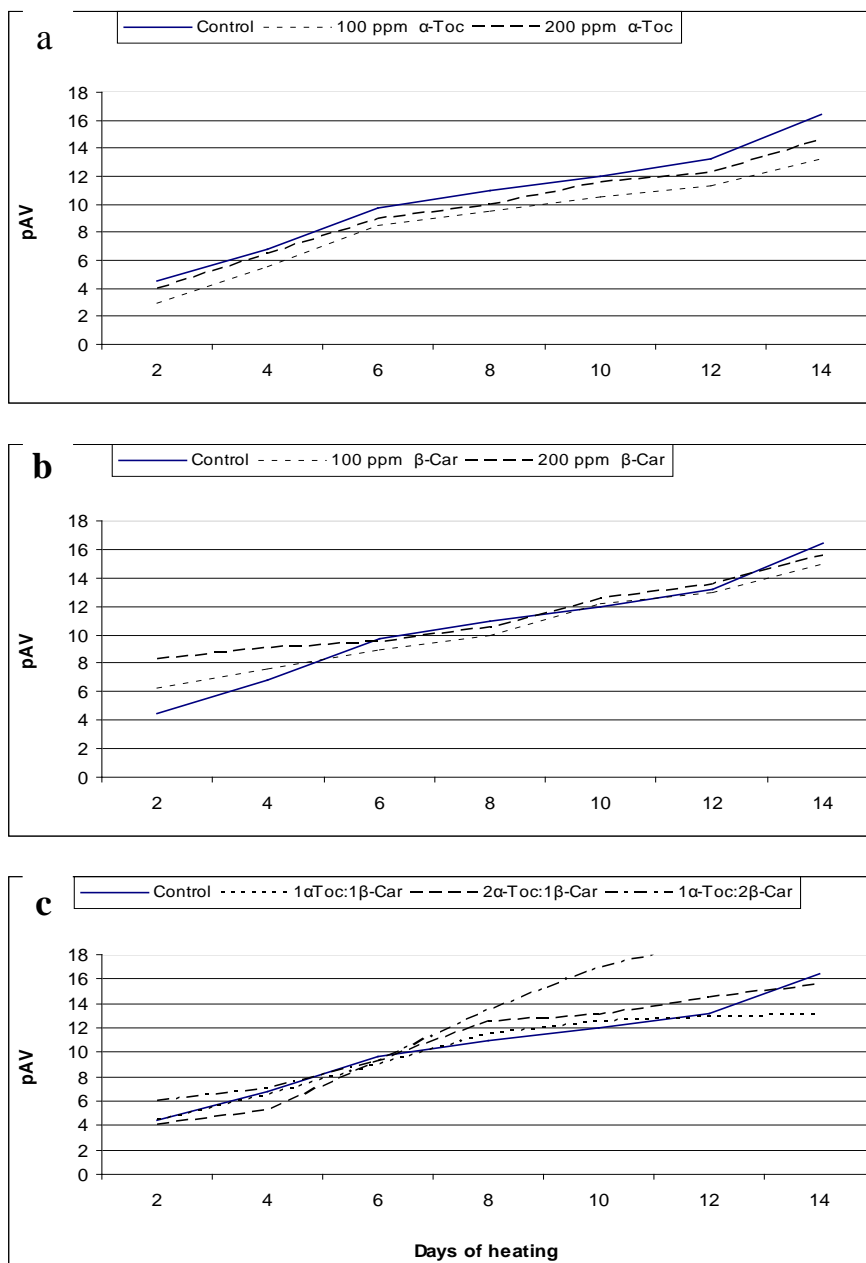 a
Control 100 ppm α-Toc 200 ppm α-Toc
18
16
14
12
10
8
6
4
2
0
pAV
2 4 6 8 10 12 14
b
Control 100 ppm β-Car 200 ppm β-Car
18
16
14
12
10
8
6
4
2
0
pAV
2 4 6 8 10 12 14
c
Control 1αToc:1β-Car 2α-Toc:1β-Car 1α-Toc:2β-Car
18
16
14
12
10
8
6
4
2
0
pAV
2 4 6 8 10 12 14
Days of heating